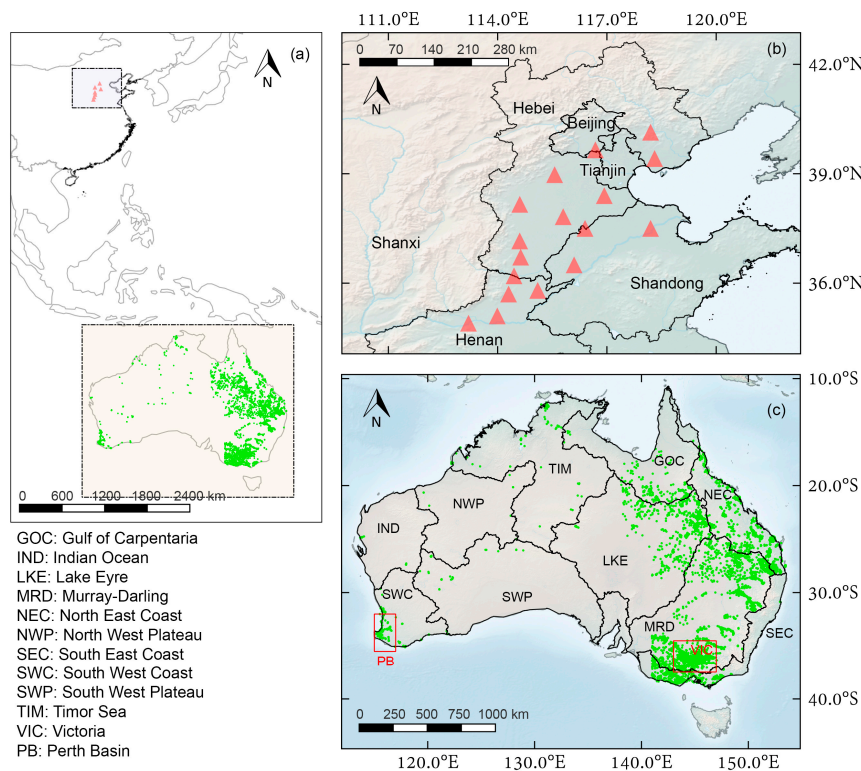 (a)
N
0 600 1200 1800 2400 km
GOC: Gulf of Carpentaria
IND: Indian Ocean
LKE: Lake Eyre
MRD: Murray-Darling
NEC: North East Coast
NWP: North West Plateau
SEC: South East Coast
SWC: South West Coast
SWP: South West Plateau
TIM: Timor Sea
VIC: Victoria
PB: Perth Basin
111.0°E 114.0°E 117.0°E 120.0°E
0 70 140 210 280 km
(b)
N
42.0°N
Hebei
Beijing
39.0°N
Tianjin
Shanxi
36.0°N
Shandong
Henan
10.0°S
(c)
N
TIM
GOC
20.0°S
NWP
NEC
IND
LKE
SWC
SWP
30.0°S
MRD
SEC
VIC
PB
40.0°S
0 250 500 750 1000 km
120.0°E 130.0°E 140.0°E 150.0°E